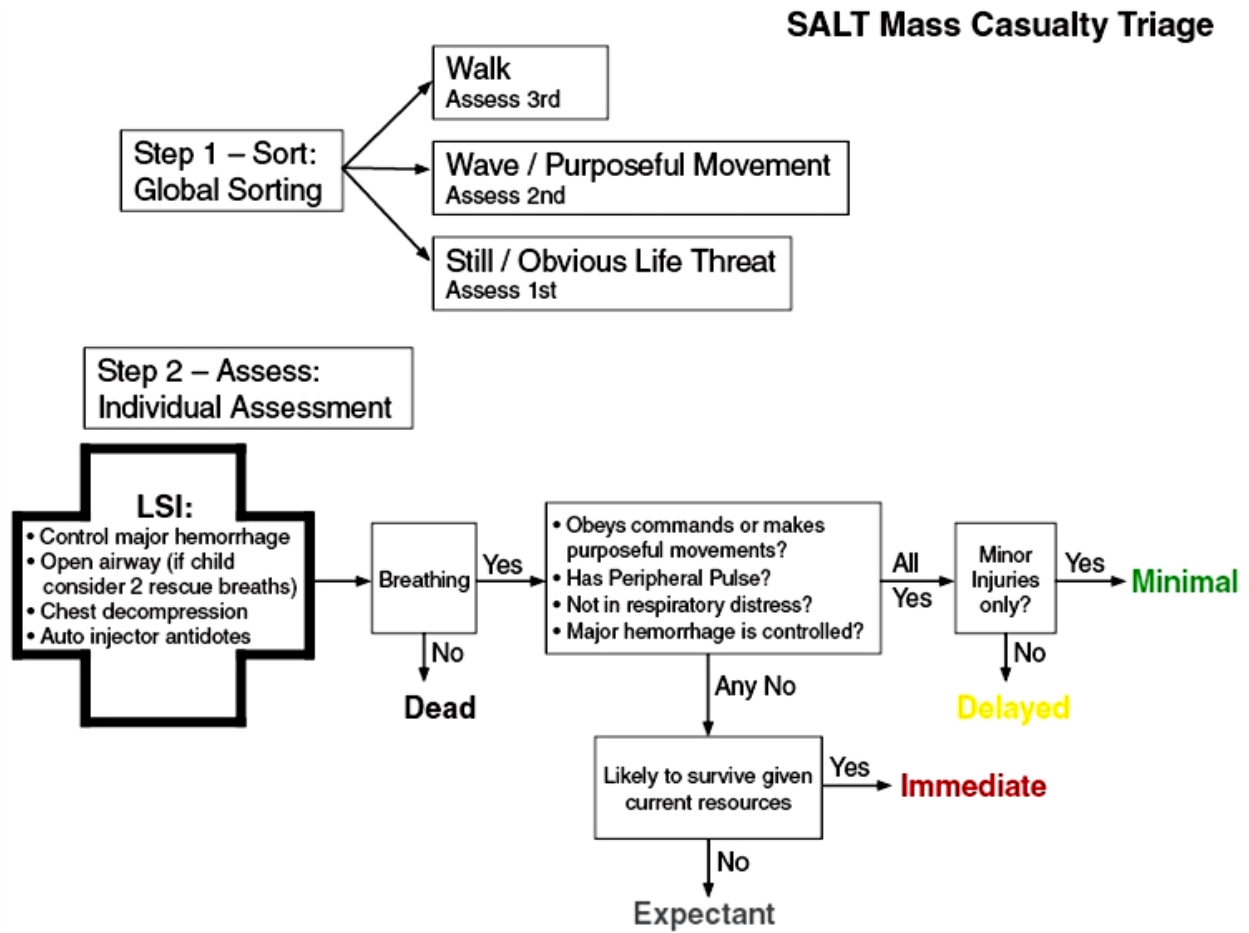 SALT Mass Casualty Triage
Walk
Assess 3rd
Step 1 – Sort:
Global Sorting
Wave / Purposeful Movement
Assess 2nd
Still / Obvious Life Threat
Assess 1st
Step 2 – Assess:
Individual Assessment
LSI:
• Control major hemorrhage
• Open airway (if child
consider 2 rescue breaths)
• Chest decompression
• Auto injector antidotes
Breathing
Yes
No
Dead
• Obeys commands or makes
purposeful movements?
• Has Peripheral Pulse?
• Not in respiratory distress?
• Major hemorrhage is controlled?
All
Yes
Minor
Injuries
only?
Yes
Minimal
No
Delayed
Any No
Likely to survive given
current resources
Yes
Immediate
No
Expectant